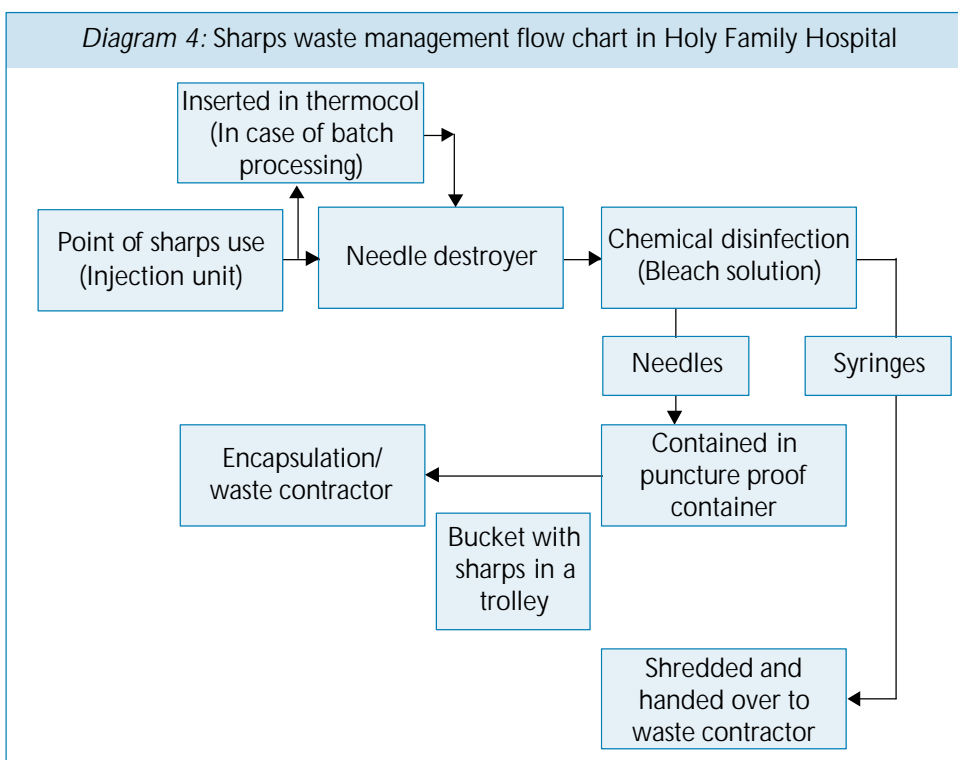 Diagram 4: Sharps waste management flow chart in Holy Family Hospital
Inserted in thermocol
(In case of batch
processing)
Point of sharps use
(Injection unit)
Needle destroyer
Chemical disinfection
(Bleach solution)
Needles
Syringes
Encapsulation/
waste contractor
Contained in
puncture proof
container
Bucket with
sharps in a
trolley
Shredded and
handed over to
waste contractor